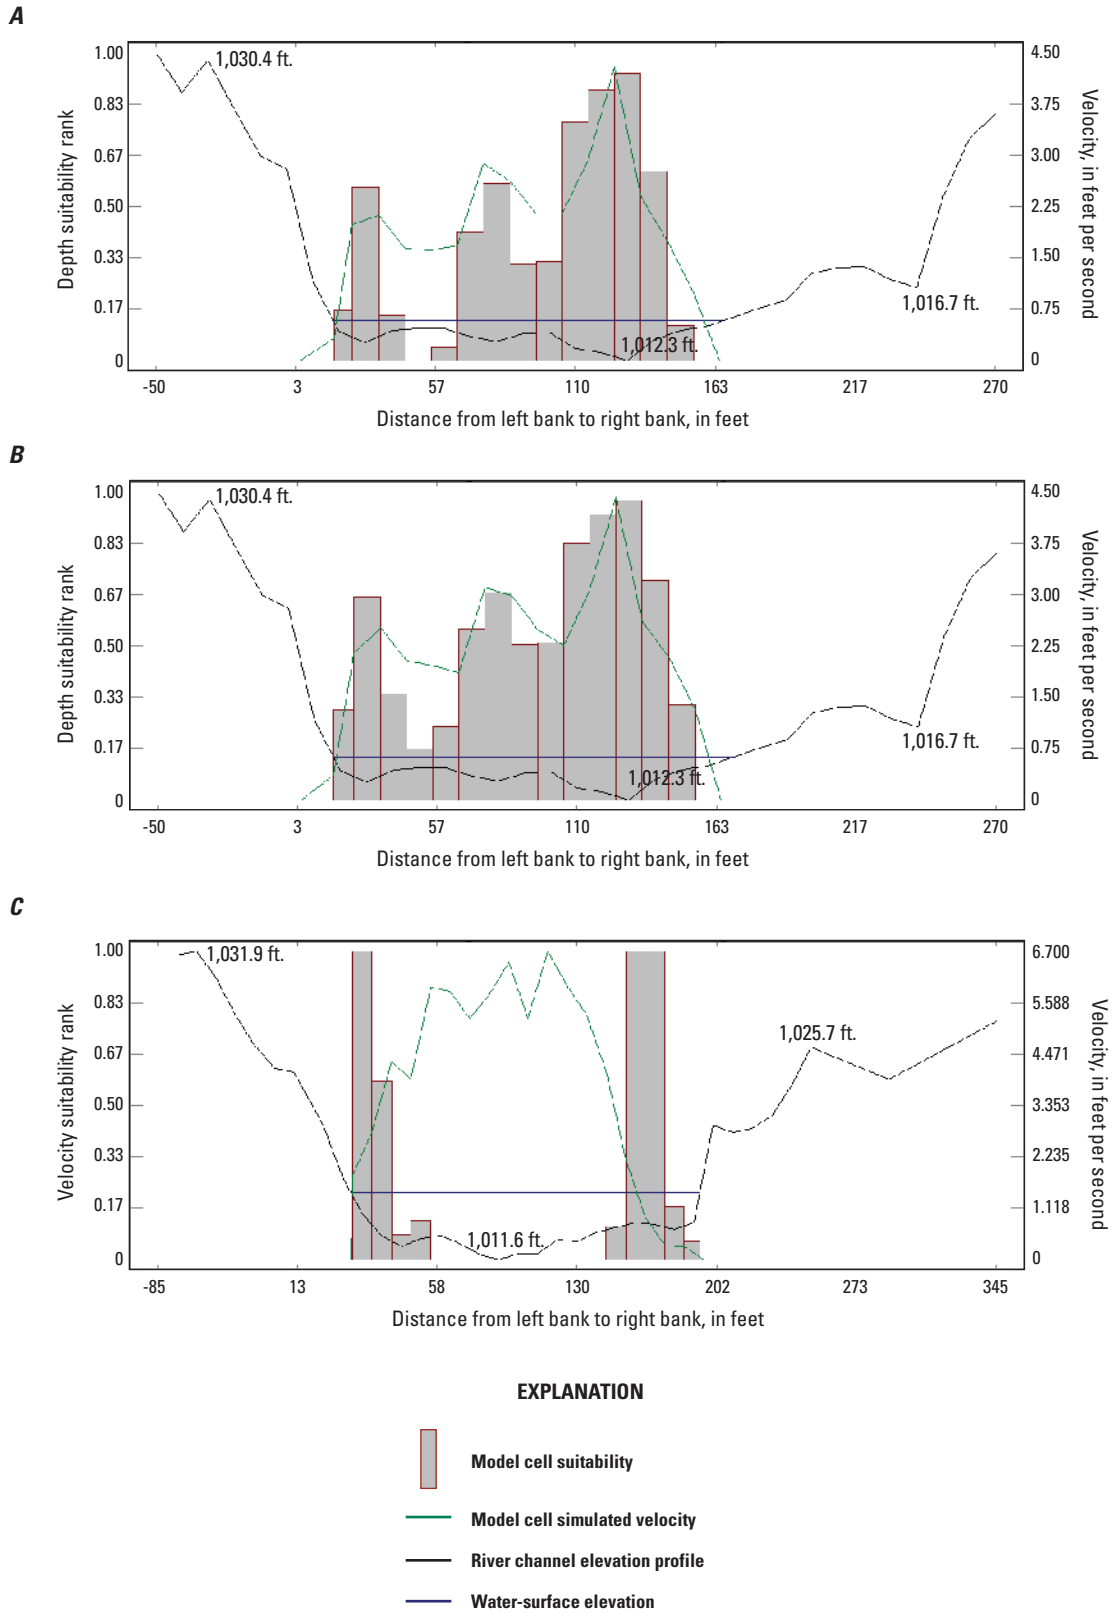 A
1.00
0.83
0.67
0.50
0.33
0.17
0
Depth suitability rank
4.50
3.75
3.00
2.25
1.50
0.75
0
Velocity, in feet per second
1,030.4 ft.
1,012.3 ft.
1,016.7 ft.
-50 3 57 110 163 217 270
Distance from left bank to right bank, in feet
B
1.00
0.83
0.67
0.50
0.33
0.17
0
Depth suitability rank
4.50
3.75
3.00
2.25
1.50
0.75
0
Velocity, in feet per second
1,030.4 ft.
1,012.3 ft.
1,016.7 ft.
-50 3 57 110 163 217 270
Distance from left bank to right bank, in feet
C
1.00
0.83
0.67
0.50
0.33
0.17
0
Velocity suitability rank
6.700
5.588
4.471
3.353
2.235
1.118
0
Velocity, in feet per second
1,031.9 ft.
1,011.6 ft.
1,025.7 ft.
-85 13 58 130 202 273 345
Distance from left bank to right bank, in feet
EXPLANATION
Model cell suitability
Model cell simulated velocity
River channel elevation profile
Water-surface elevation